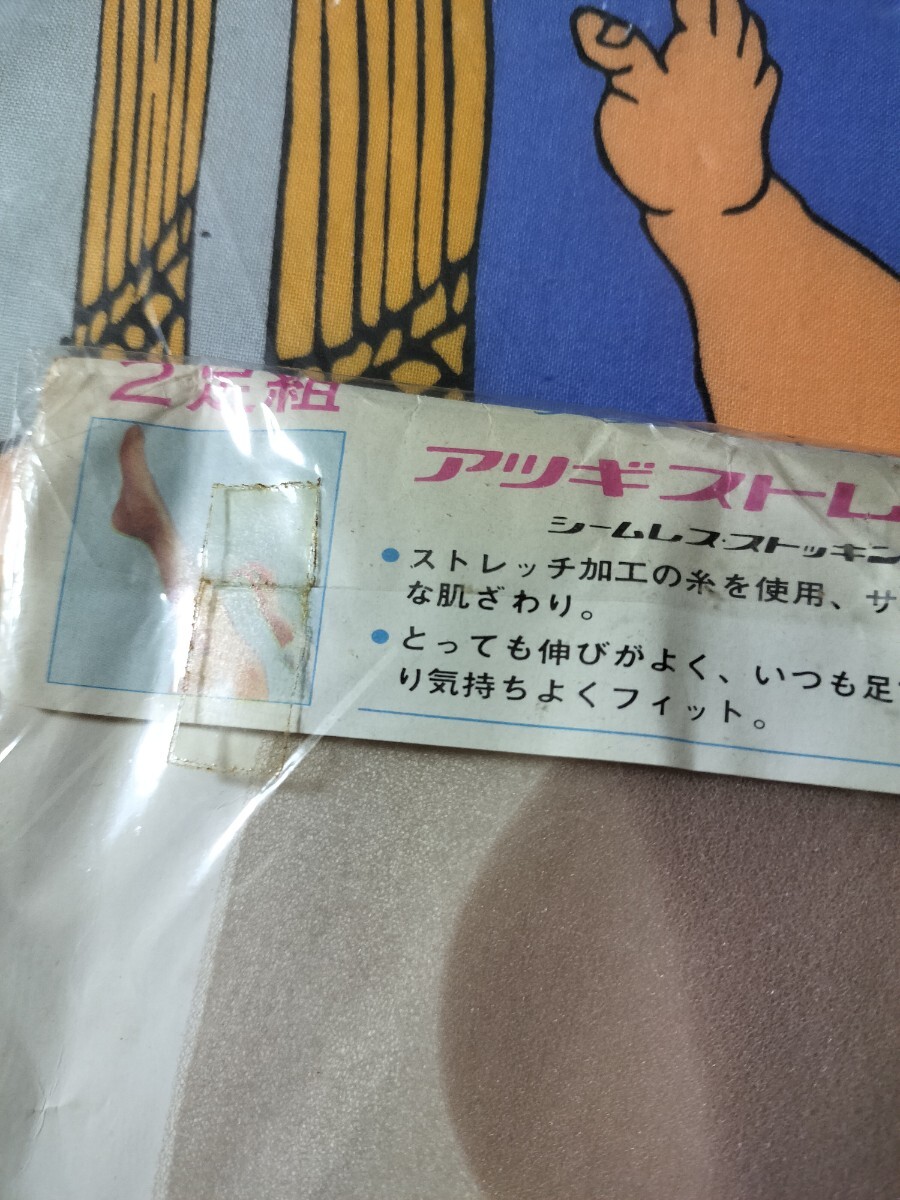 2足組
アツギストレ
シームレス・ストッキン
●ストレッチ加工の糸を使用、サ
な肌ざわり。
●とっても伸びがよく、いつも足
り気持ちよくフィット。